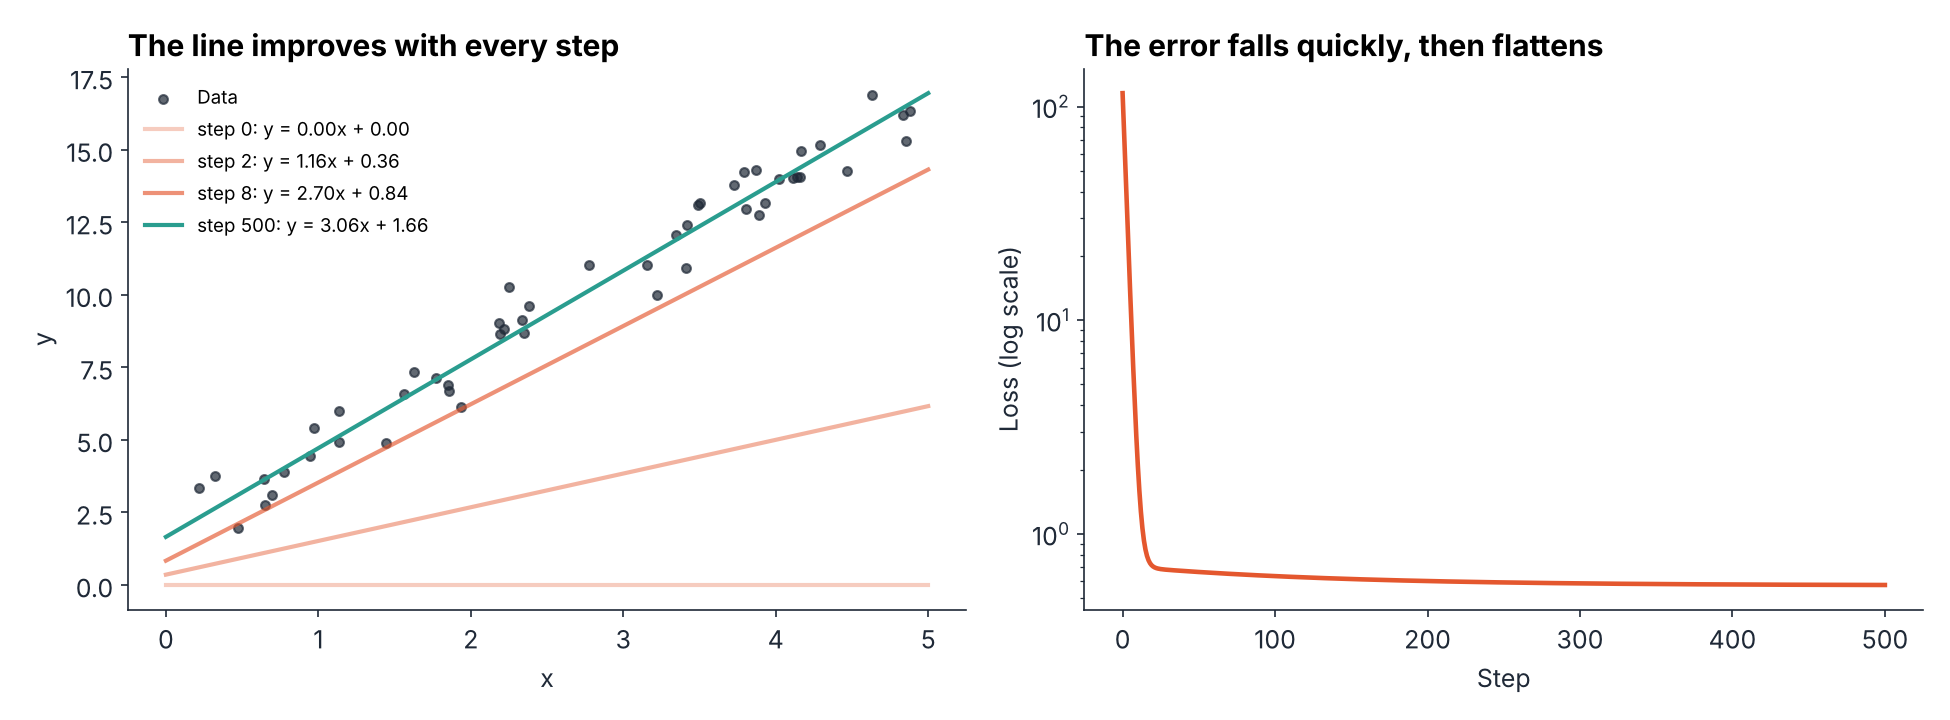 The line improves with every step
17.5
15.0
12.5
10.0
7.5
5.0
2.5
0.0
y
Data
step 0: y = 0.00x + 0.00
step 2: y = 1.16x + 0.36
step 8: y = 2.70x + 0.84
step 500: y = 3.06x + 1.66
0 1 2 3 4 5
x
The error falls quickly, then flattens
10²
10¹
10⁰
Loss (log scale)
0 100 200 300 400 500
Step